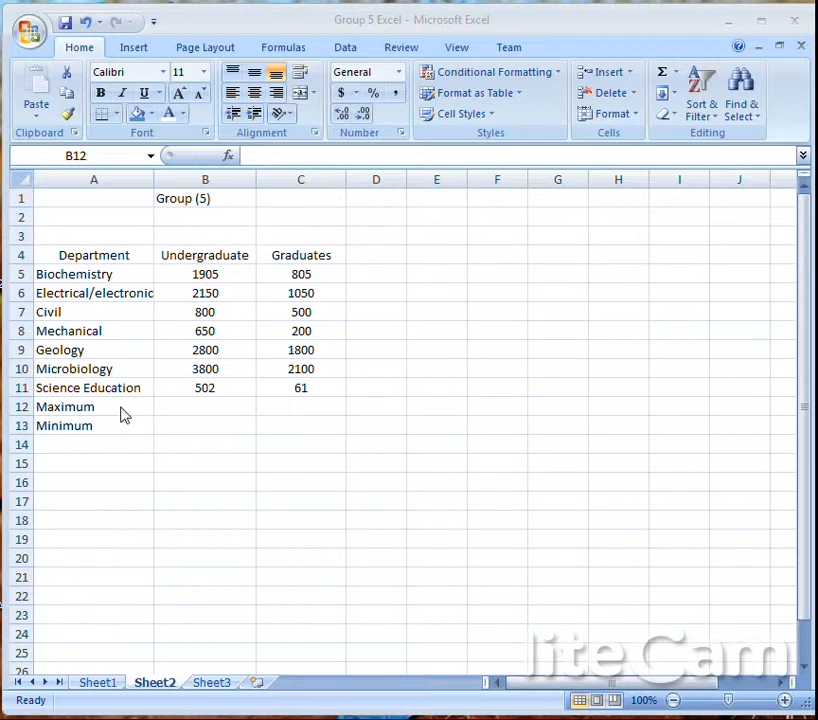 Group 5 Excel - Microsoft Excel
Home Insert Page Layout Formulas Data Review View Team
Calibri 11 General Conditional Formatting Insert Σ
Paste B I U A A $ % , Format as Table Delete Sort & Filter Find & Select
A .00 .0 Cell Styles Format
Clipboard Font Alignment Number Styles Cells Editing
B12 fx
A B C D E F G H I J
1 Group (5)
2
3
4 Department Undergraduate Graduates
5 Biochemistry 1905 805
6 Electrical/electronic 2150 1050
7 Civil 800 500
8 Mechanical 650 200
9 Geology 2800 1800
10 Microbiology 3800 2100
11 Science Education 502 61
12 Maximum
13 Minimum
14
15
16
17
18
19
20
21
22
23
24
25
26
liteCam
Sheet1 Sheet2 Sheet3
Ready 100%